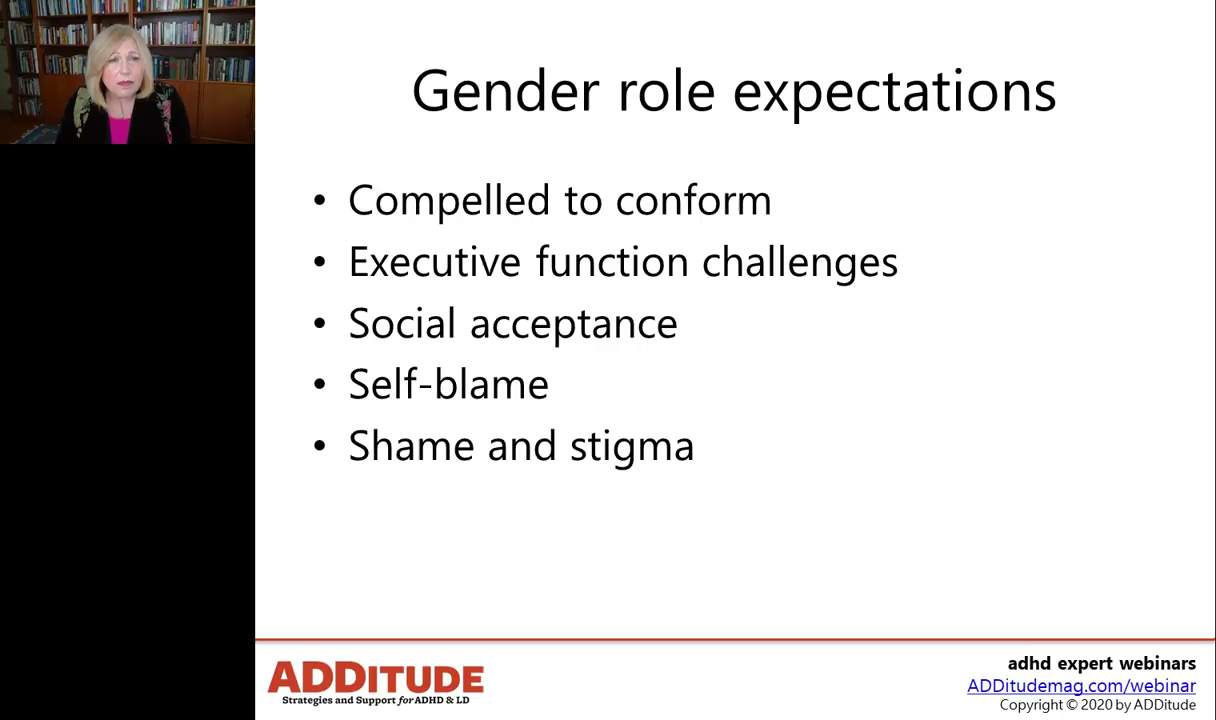 Gender role expectations
• Compelled to conform
• Executive function challenges
• Social acceptance
• Self-blame
• Shame and stigma
ADDITUDE
Strategies and Support for ADHD & LD
adhd expert webinars
ADDitudemag.com/webinar
Copyright © 2020 by ADDitude